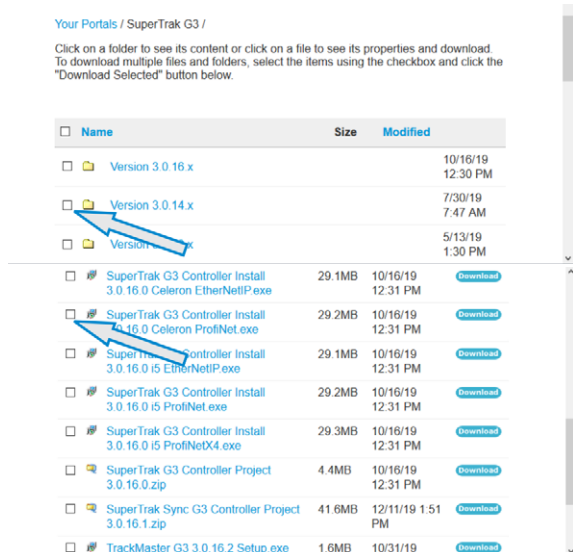 Your Portals / SuperTrak G3 /
Click on a folder to see its content or click on a file to see its properties and download.
To download multiple files and folders, select the items using the checkbox and click the
"Download Selected" button below.
Name Size Modified
Version 3.0.16.x 10/16/19
12:30 PM
Version 3.0.14.x 7/30/19
7:47 AM
Version 5/13/19
1:30 PM
SuperTrak G3 Controller Install 29.1MB 10/16/19 Download
3.0.16.0 Celeron EtherNetIP.exe 12:31 PM
SuperTrak G3 Controller Install 29.2MB 10/16/19 Download
3.0.16.0 Celeron ProfiNet.exe 12:31 PM
SuperTrak G3 Controller Install 29.1MB 10/16/19 Download
3.0.16.0 i5 EtherNetIP.exe 12:31 PM
SuperTrak G3 Controller Install 29.2MB 10/16/19 Download
3.0.16.0 i5 ProfiNet.exe 12:31 PM
SuperTrak G3 Controller Install 29.3MB 10/16/19 Download
3.0.16.0 i5 ProfiNetX4.exe 12:31 PM
SuperTrak G3 Controller Project 4.4MB 10/16/19 Download
3.0.16.0.zip 12:31 PM
SuperTrak Sync G3 Controller Project 41.6MB 12/11/19 1:51 Download
3.0.16.1.zip PM
TrackMaster G3 3.0.16.2 Setup.exe 1.6MB 10/31/19 Download